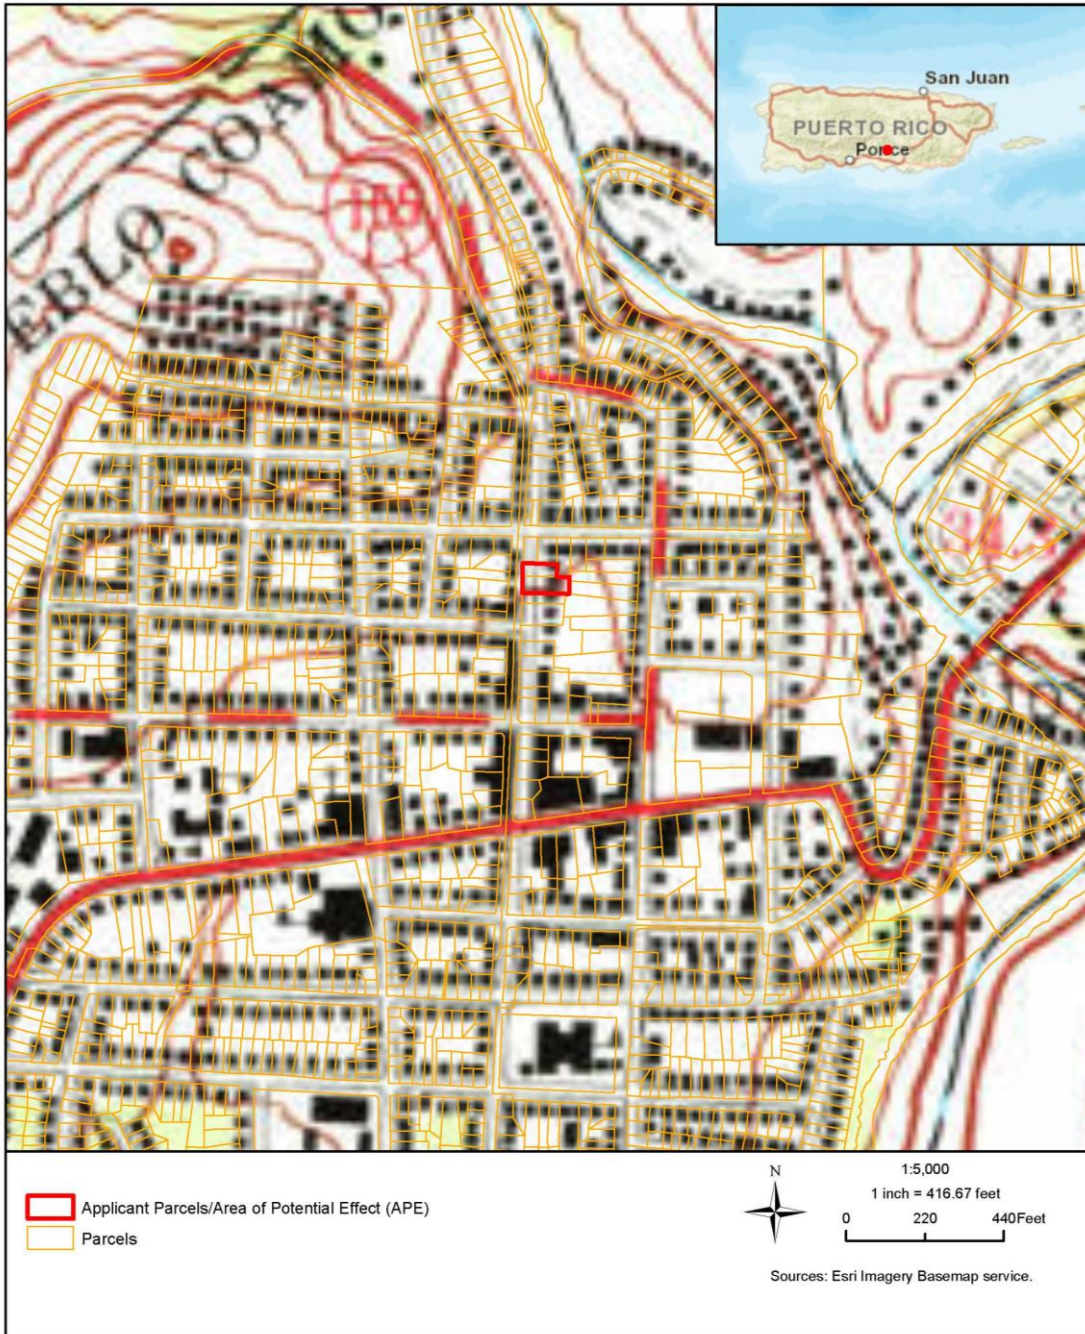 San Juan
PUERTO RICO
Ponce
EBLO COAMO
Applicant Parcels/Area of Potential Effect (APE)
Parcels
N
1:5,000
1 inch = 416.67 feet
0 220 440Feet
Sources: Esri Imagery Basemap service.